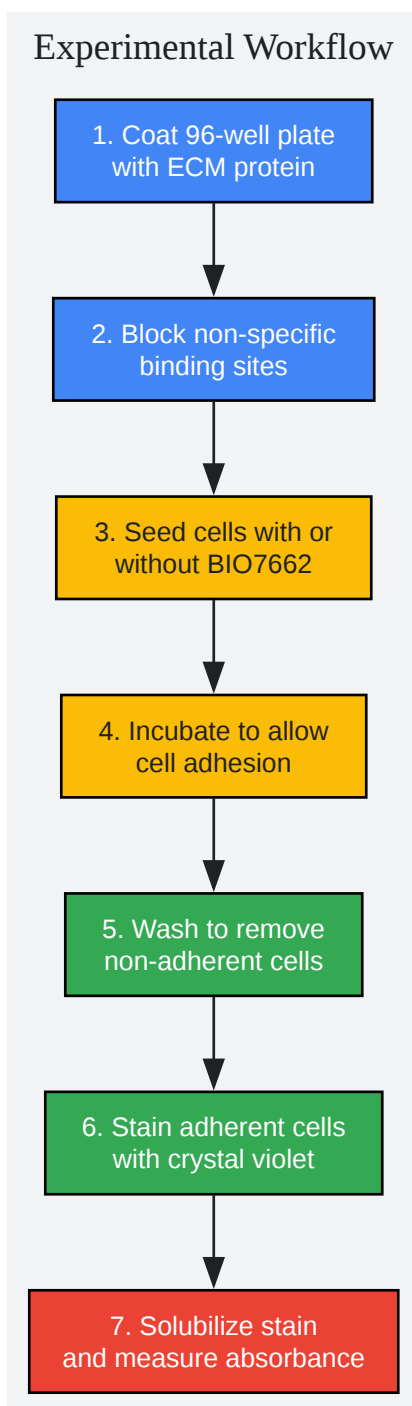 Experimental Workflow
1. Coat 96-well plate
with ECM protein
2. Block non-specific
binding sites
3. Seed cells with or
without BIO7662
4. Incubate to allow
cell adhesion
5. Wash to remove
non-adherent cells
6. Stain adherent cells
with crystal violet
7. Solubilize stain
and measure absorbance